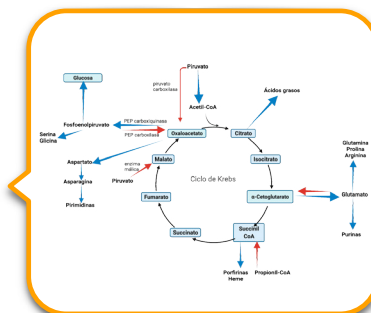 Piruvato
piruvato
carboxilasa
Glucosa
Acetil-CoA
Ácidos grasos
Fosfoenolpiruvato
PEP carboxiquinasa
PEP carboxilasa
Serina
Glicina
Oxaloacetato
Citrato
Glutamina
Prolina
Arginina
Aspartato
Malato
enzima
málica
Isocitrato
Asparagina
Piruvato
Ciclo de Krebs
Pirimidinas
Fumarato
α-Cetoglutarato
Glutamato
Succinato
Succinil
CoA
Purinas
Porfirinas
Heme
Propionil-CoA